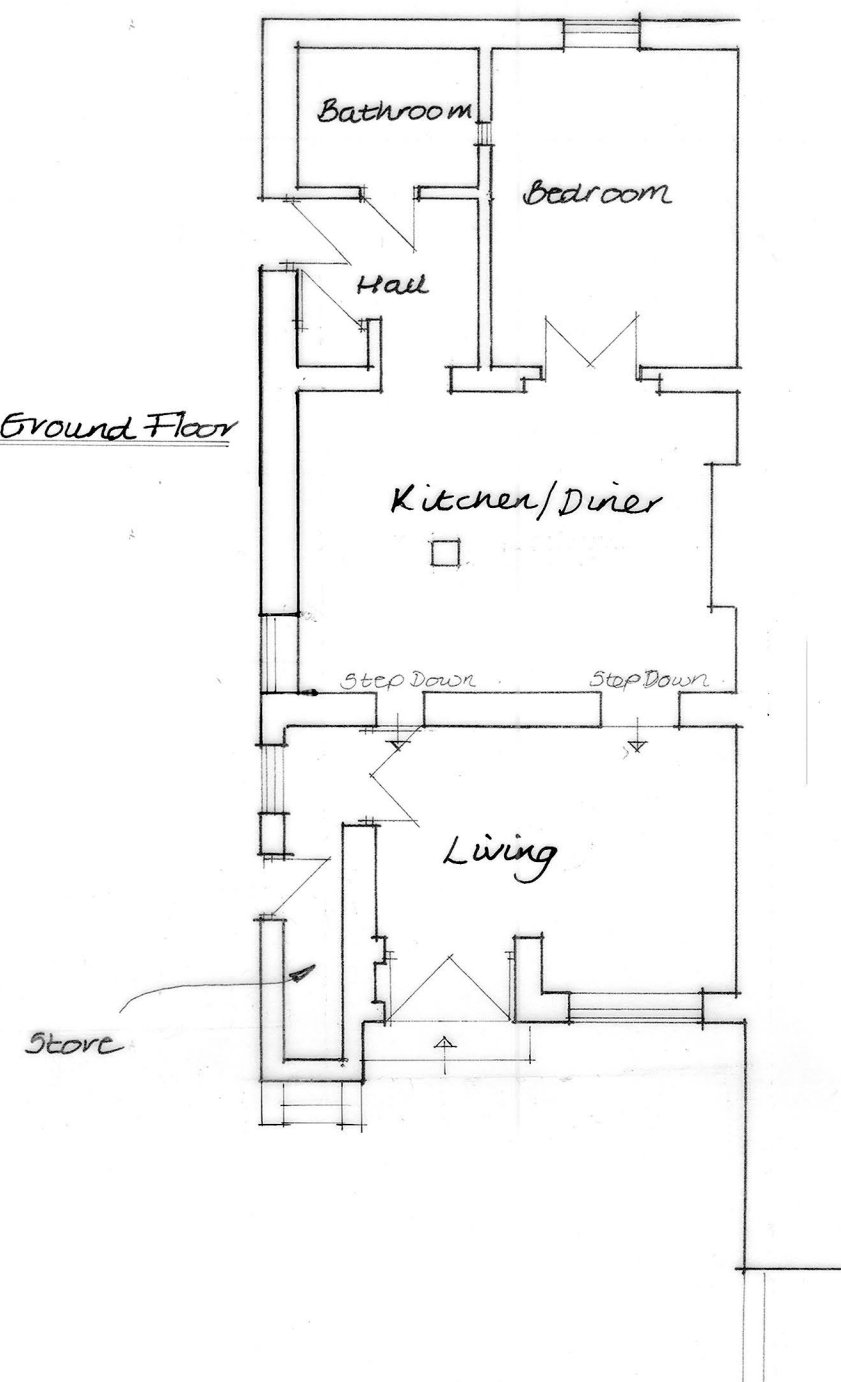 Bathroom
Bedroom
Hall
Ground Floor
Kitchen/Diner
Step Down
Step Down
Living
Store